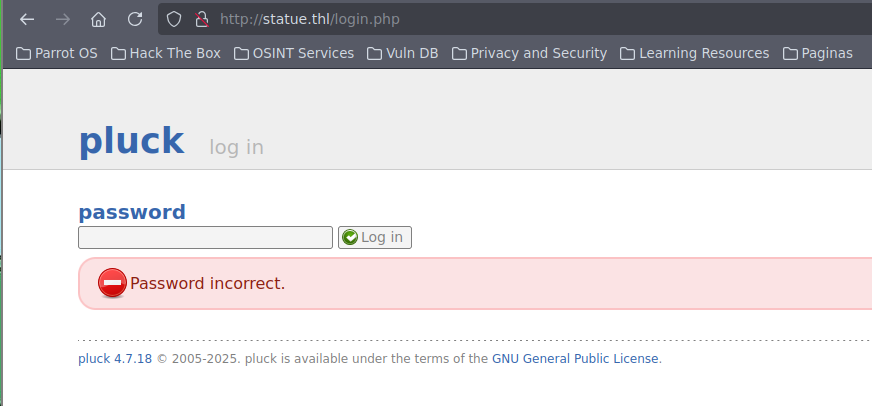 http://statue.thl/login.php
Parrot OS Hack The Box OSINT Services Vuln DB Privacy and Security Learning Resources Paginas
pluck log in
password
Log in
Password incorrect.
pluck 4.7.18 © 2005-2025. pluck is available under the terms of the GNU General Public License.